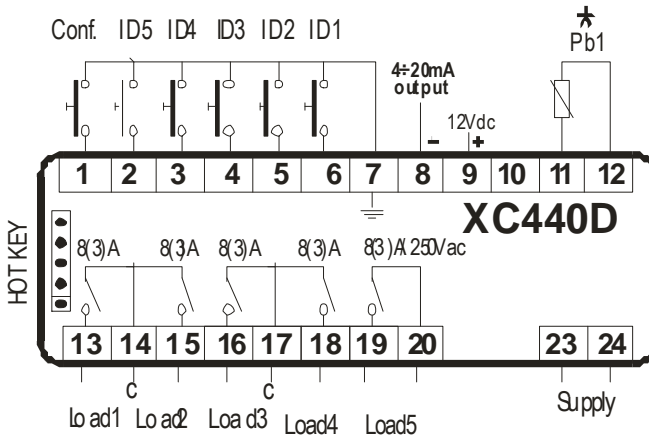 Conf. ID5 ID4 ID3 ID2 ID1
Pb1
4÷20mA
output
12Vdc
- +
1 2 3 4 5 6 7 8 9 10 11 12
XC440D
HOT KEY
8(3)A 8(3)A 8(3)A 8(3)A 8(3)A/250Vac
13 14 15 16 17 18 19 20 23 24
c c
Load1 Load2 Load3 Load4 Load5
Supply